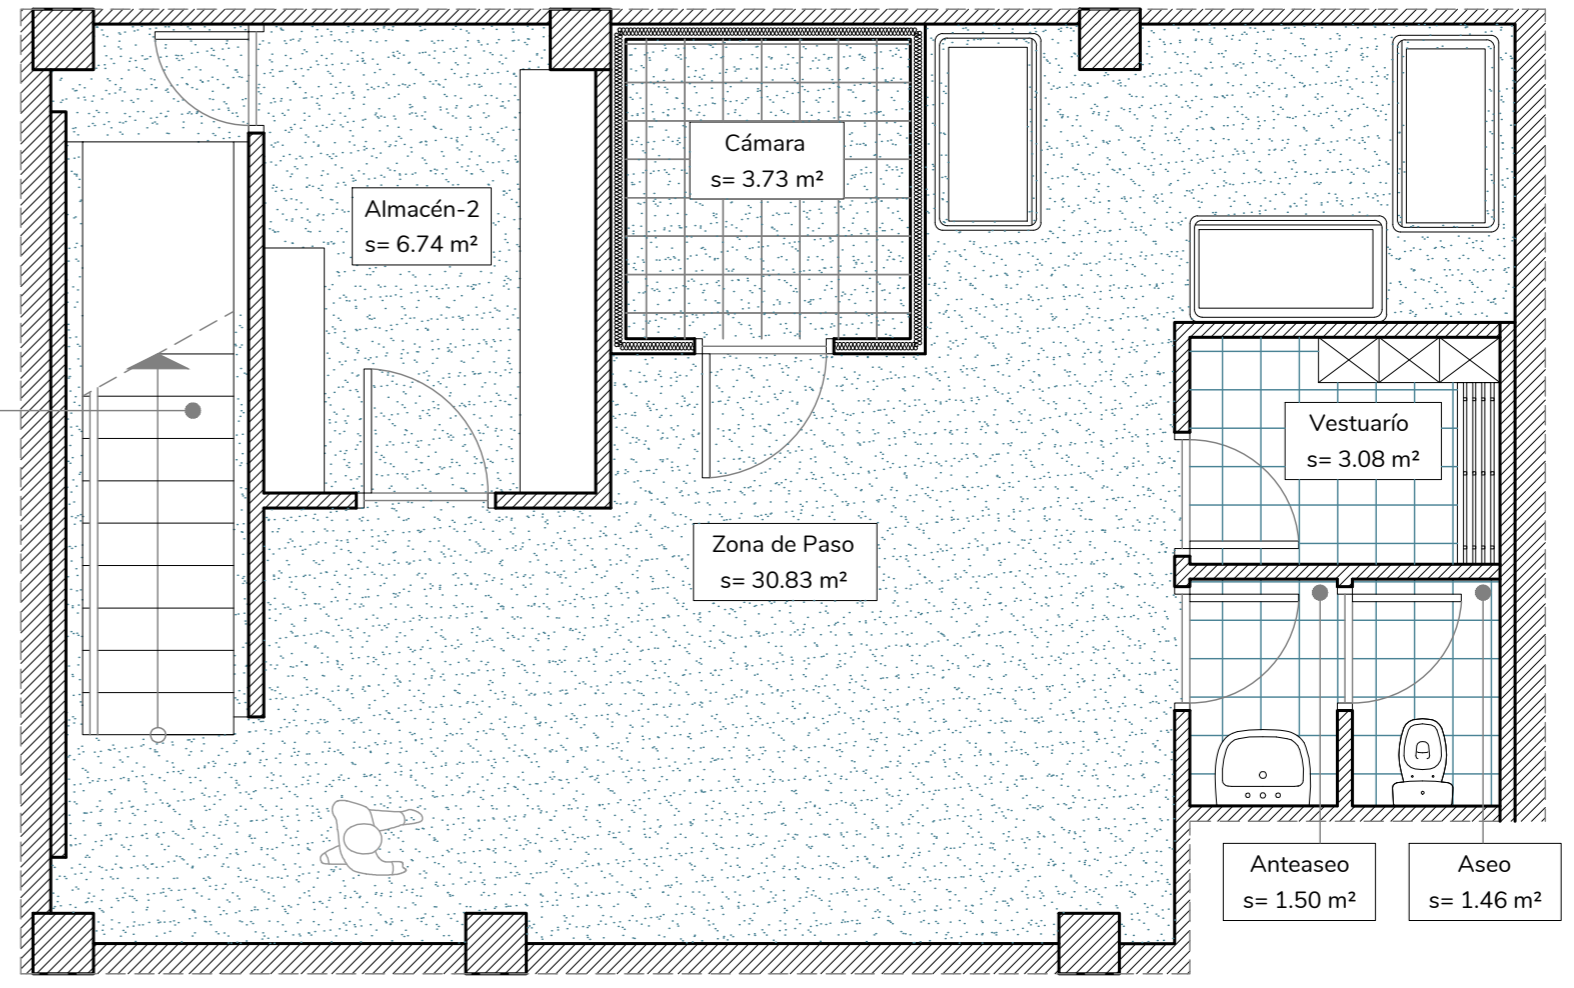 Cámara
s= 3.73 m²
Almacén-2
s= 6.74 m²
Vestuarío
s= 3.08 m²
Zona de Paso
s= 30.83 m²
Anteaseo
s= 1.50 m²
Aseo
s= 1.46 m²